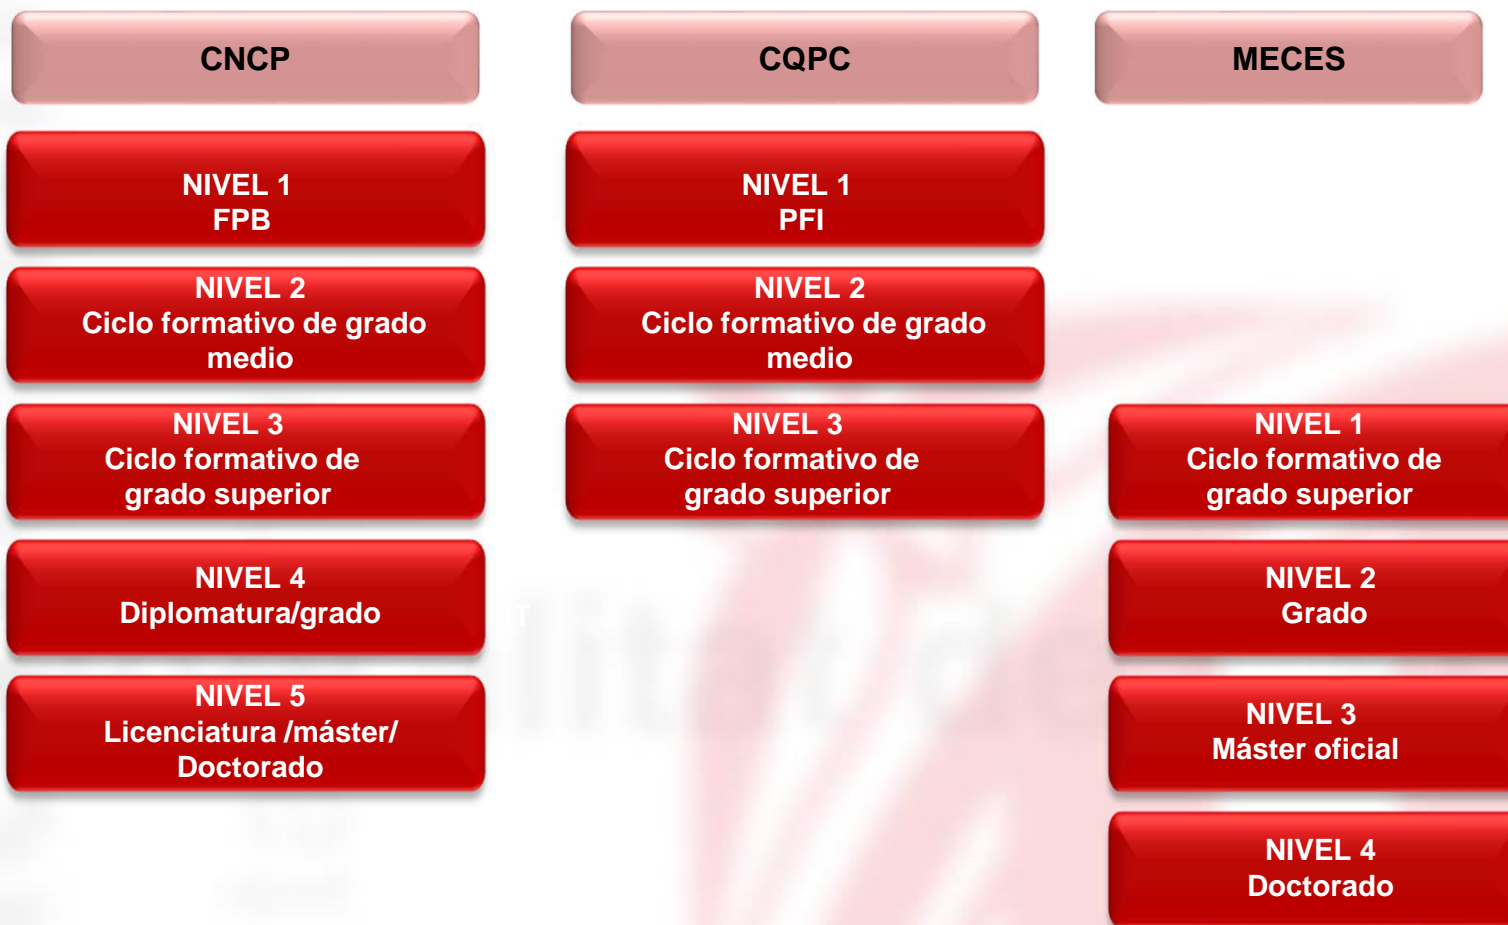 CNCP
NIVEL 1
FPB
NIVEL 2
Ciclo formativo de grado
medio
NIVEL 3
Ciclo formativo de
grado superior
NIVEL 4
Diplomatura/grado
NIVEL 5
Licenciatura /máster/
Doctorado
CQPC
NIVEL 1
PFI
NIVEL 2
Ciclo formativo de grado
medio
NIVEL 3
Ciclo formativo de
grado superior
T
MECES
NIVEL 1
Ciclo formativo de
grado superior
NIVEL 2
Grado
NIVEL 3
Máster oficial
NIVEL 4
Doctorado